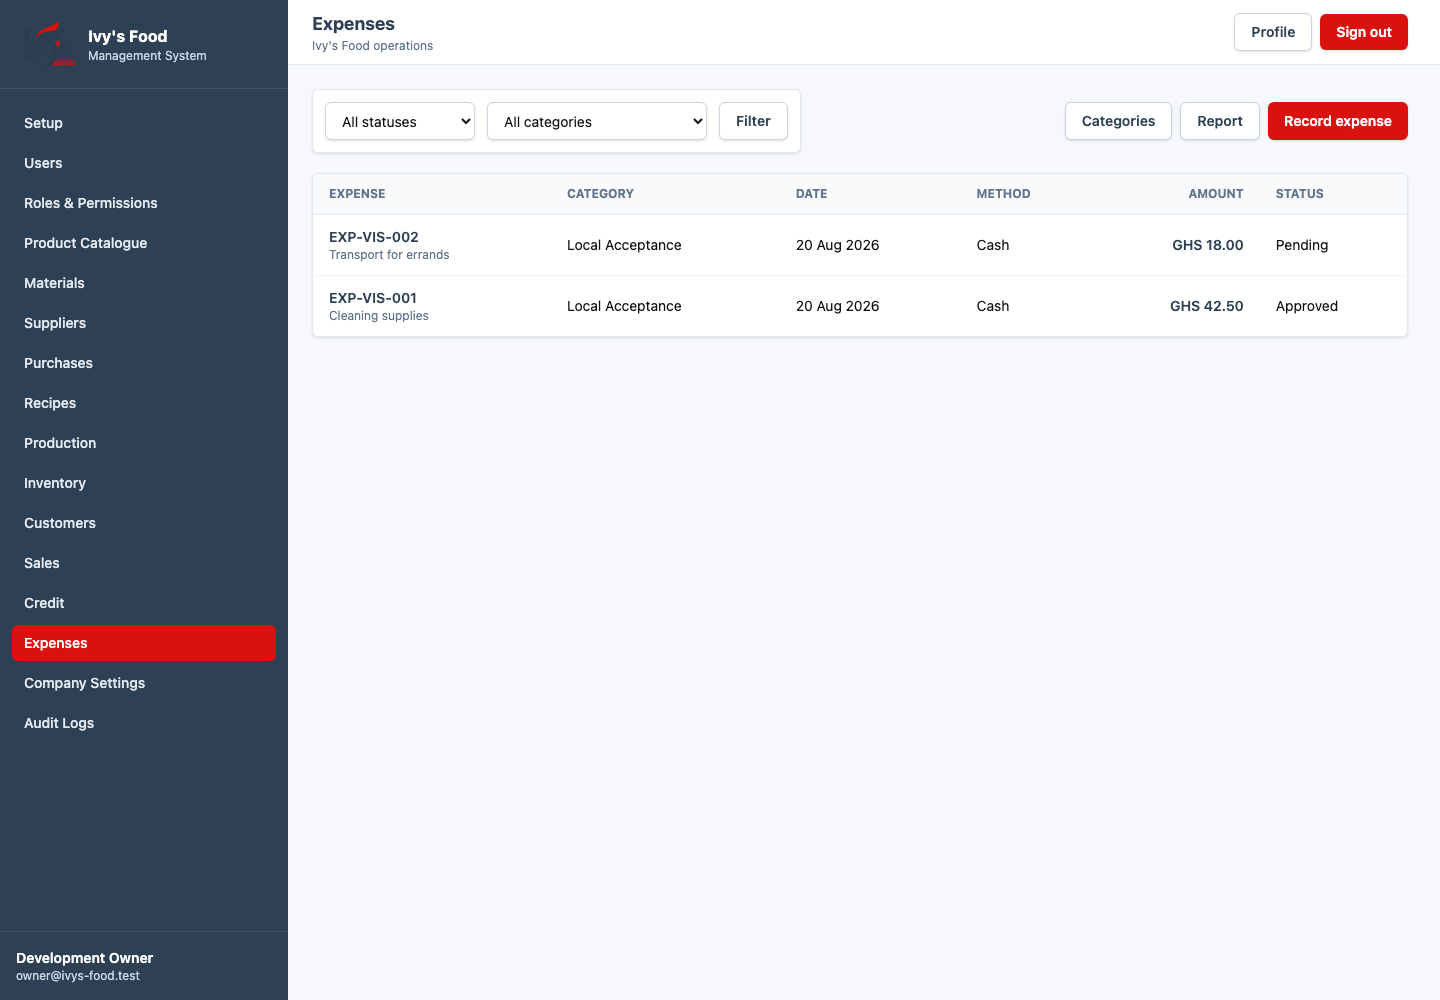 Ivy's Food
Management System
Setup
Users
Roles & Permissions
Product Catalogue
Materials
Suppliers
Purchases
Recipes
Production
Inventory
Customers
Sales
Credit
Expenses
Company Settings
Audit Logs
Development Owner
owner@ivys-food.test
Expenses
Ivy's Food operations
Profile
Sign out
All statuses
All categories
Filter
Categories
Report
Record expense
EXPENSE CATEGORY DATE METHOD AMOUNT STATUS
EXP-VIS-002
Transport for errands
Local Acceptance 20 Aug 2026 Cash GHS 18.00 Pending
EXP-VIS-001
Cleaning supplies
Local Acceptance 20 Aug 2026 Cash GHS 42.50 Approved